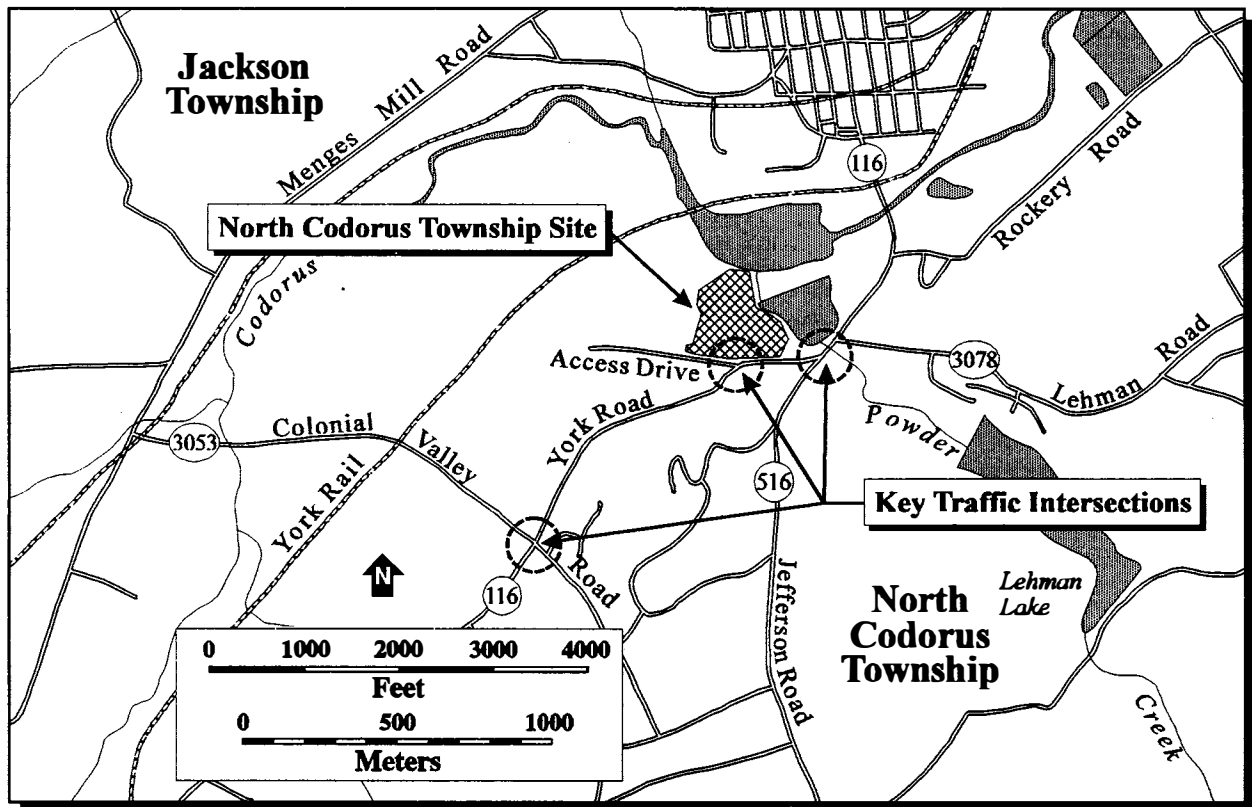 Jackson
Township
Menges Mill Road
116
Rockery Road
North Codorus Township Site
Codorus
Access Drive
3078
Lehman Road
York Road
Powder
Colonial
3053
Valley
York Rail
516
Key Traffic Intersections
N
Road
116
Jefferson Road
North
Codorus
Township
Lehman
Lake
0 1000 2000 3000 4000
Feet
0 500 1000
Meters
Creek